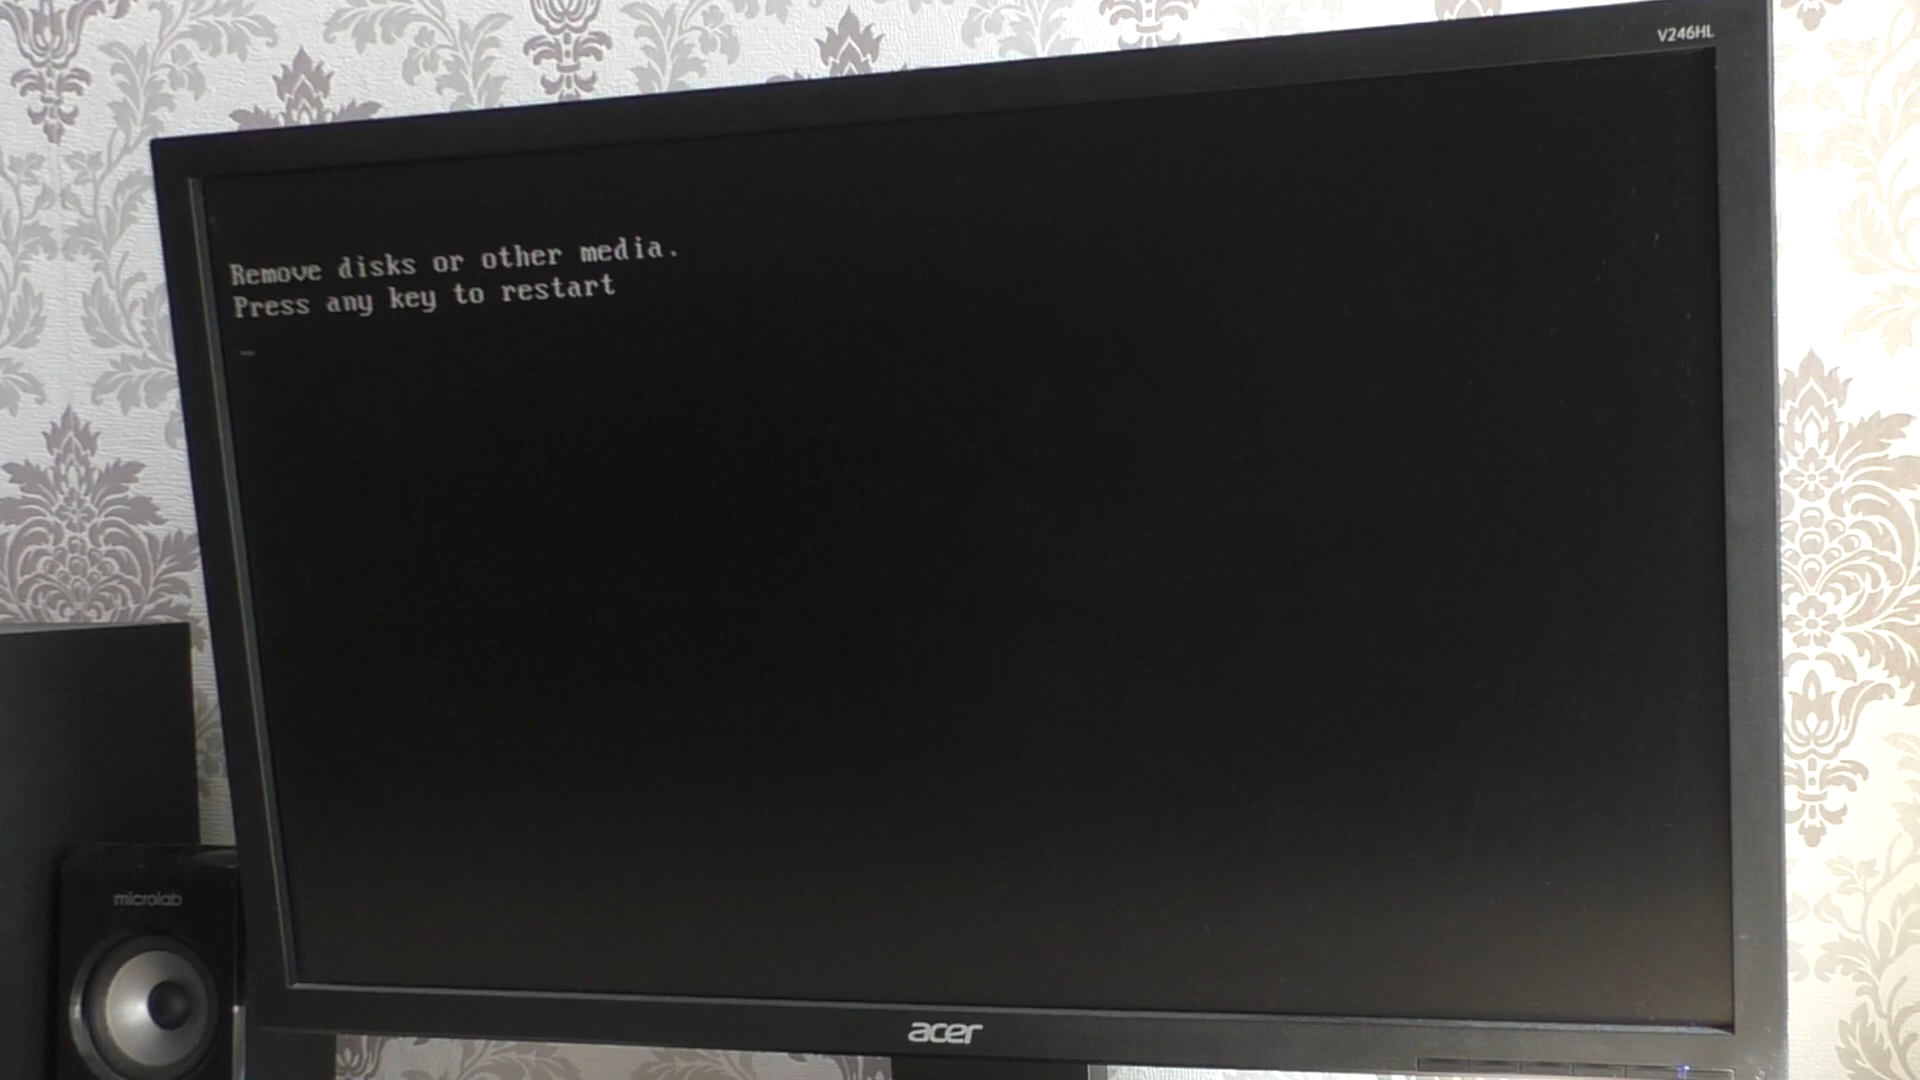 V246HL
Remove disks or other media.
Press any key to restart
microlab
acer